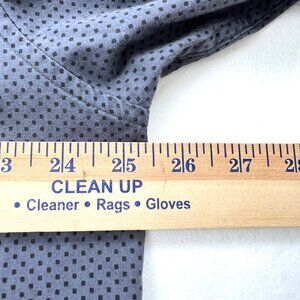 3 24 25 26 27 28
CLEAN UP
• Cleaner • Rags • Gloves